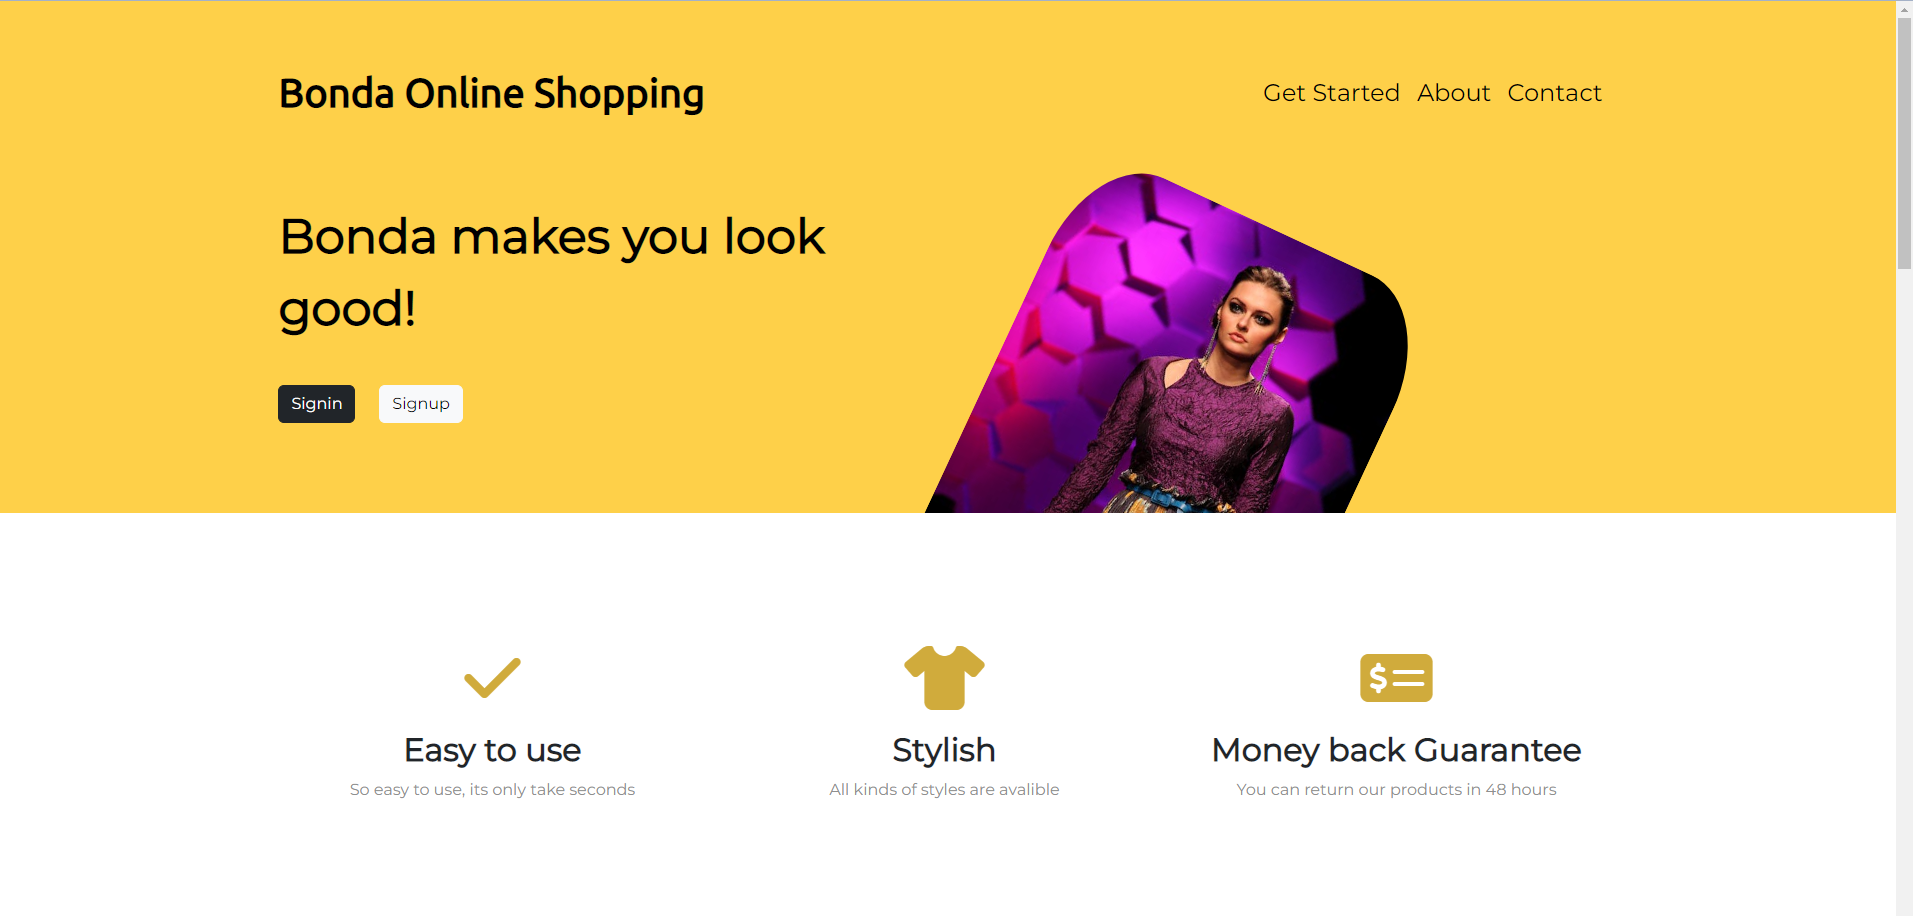 Bonda Online Shopping
Get Started About Contact
Bonda makes you look
good!
Signin Signup
$
Easy to use
So easy to use, its only take seconds
Stylish
All kinds of styles are avalible
Money back Guarantee
You can return our products in 48 hours